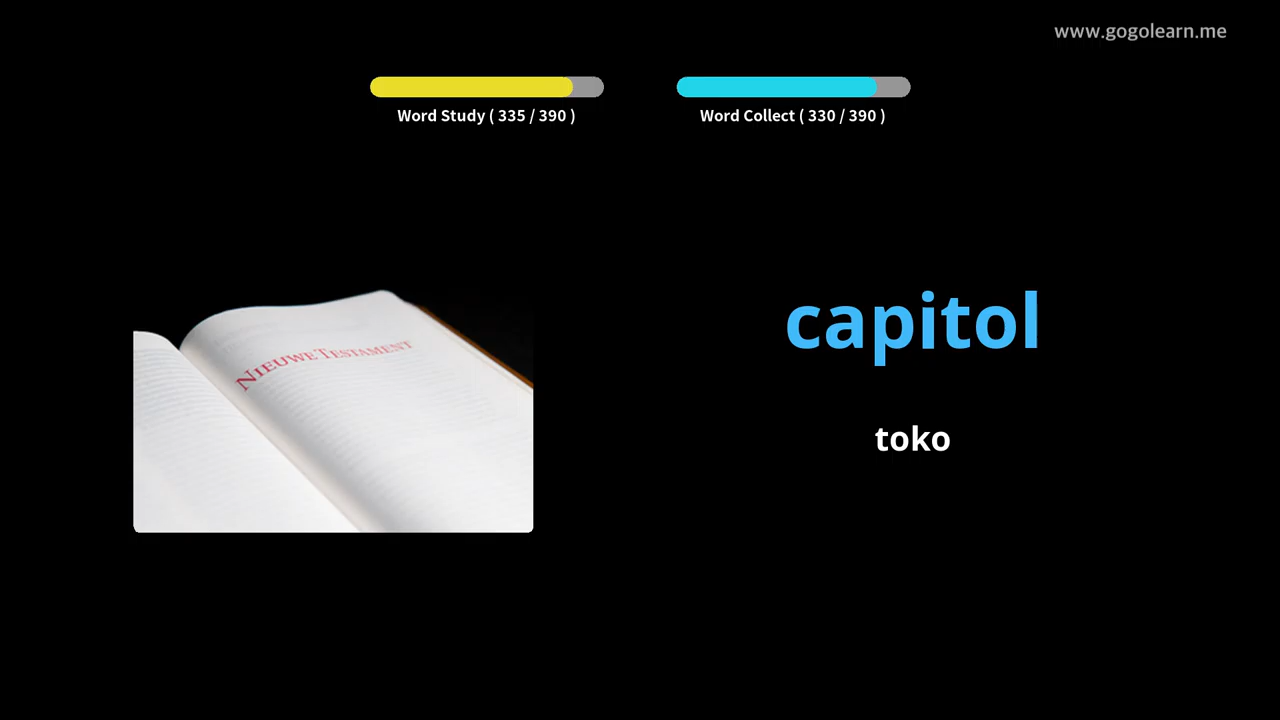 www.gogolearn.me
Word Study ( 335 / 390 )
Word Collect ( 330 / 390 )
NIEUWE TESTAMENT
capitol
toko